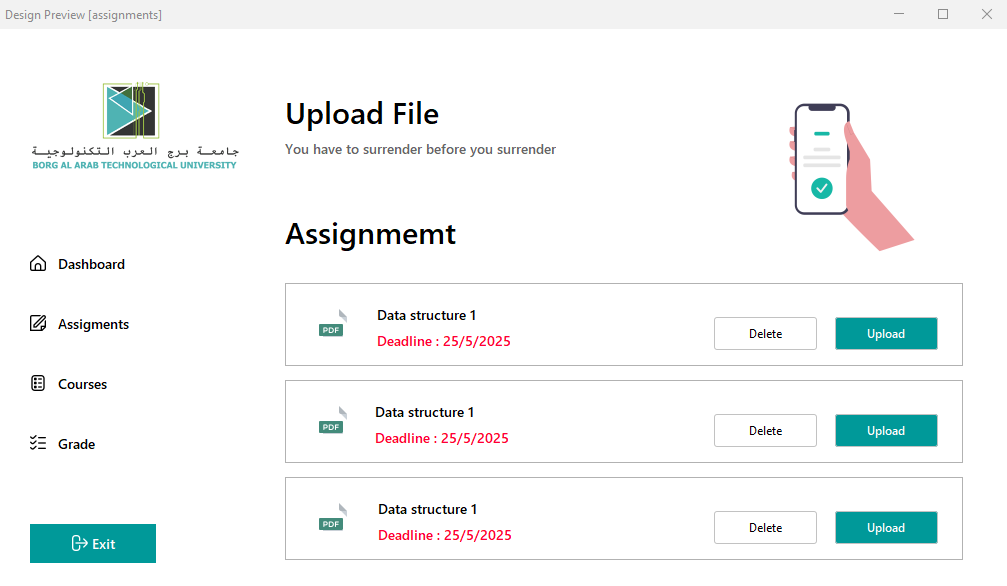 Design Preview [assignments]
جامعـــة برج العرب التكنولوجيـــة
BORG AL ARAB TECHNOLOGICAL UNIVERSITY
Dashboard
Assigments
Courses
Grade
Exit
Upload File
You have to surrender before you surrender
Assignmemt
PDF
Data structure 1
Deadline : 25/5/2025
Delete
Upload
PDF
Data structure 1
Deadline : 25/5/2025
Delete
Upload
PDF
Data structure 1
Deadline : 25/5/2025
Delete
Upload